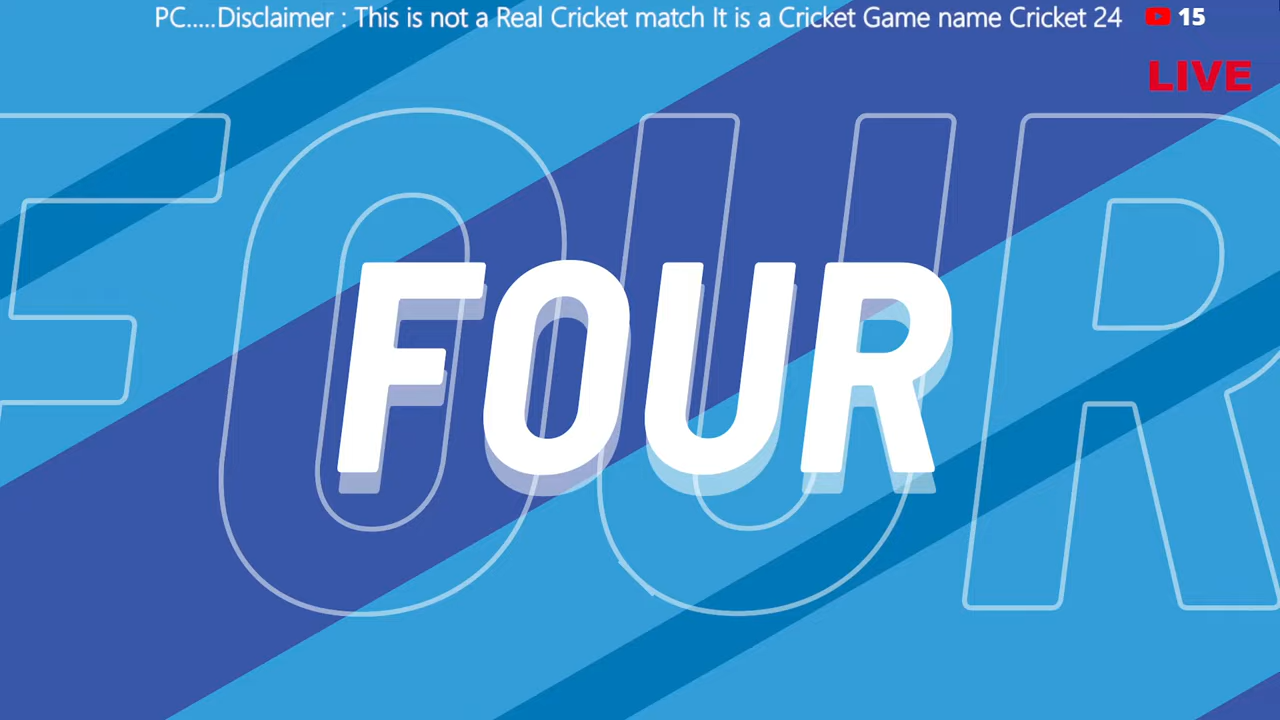 PC.....Disclaimer : This is not a Real Cricket match It is a Cricket Game name Cricket 24
15
LIVE
FOUR
FOUR